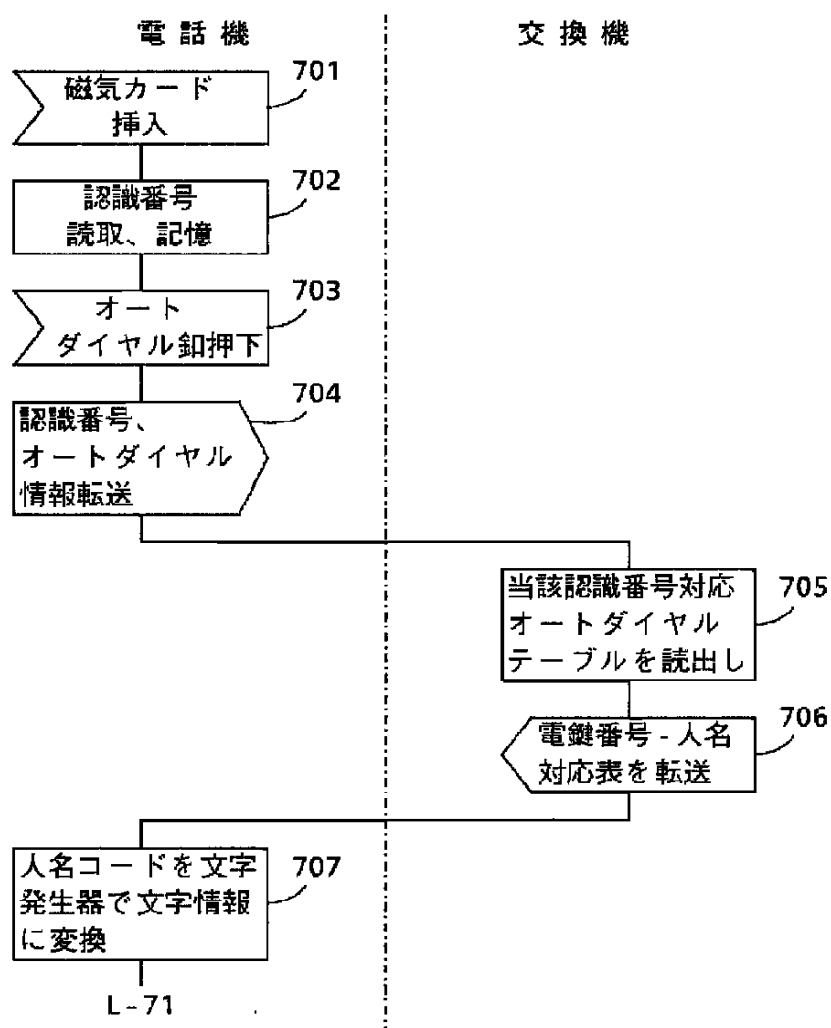 電話機
交換機
701
磁気カード
挿入
702
認識番号
読取、記憶
703
オート
ダイヤル釦押下
704
認識番号、
オートダイヤル
情報転送
705
当該認識番号対応
オートダイヤル
テーブルを読出し
706
電鍵番号-人名
対応表を転送
707
人名コードを文字
発生器で文字情報
に変換
L-71